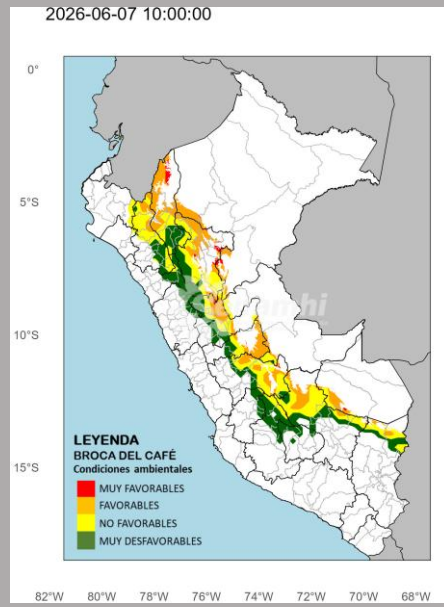 2026-06-07 10:00:00
0°
5°S
10°S
15°S
senamhi
LEYENDA
BROCA DEL CAFÉ
Condiciones ambientales
MUY FAVORABLES
FAVORABLES
NO FAVORABLES
MUY DESFAVORABLES
82°W 80°W 78°W 76°W 74°W 72°W 70°W 68°W